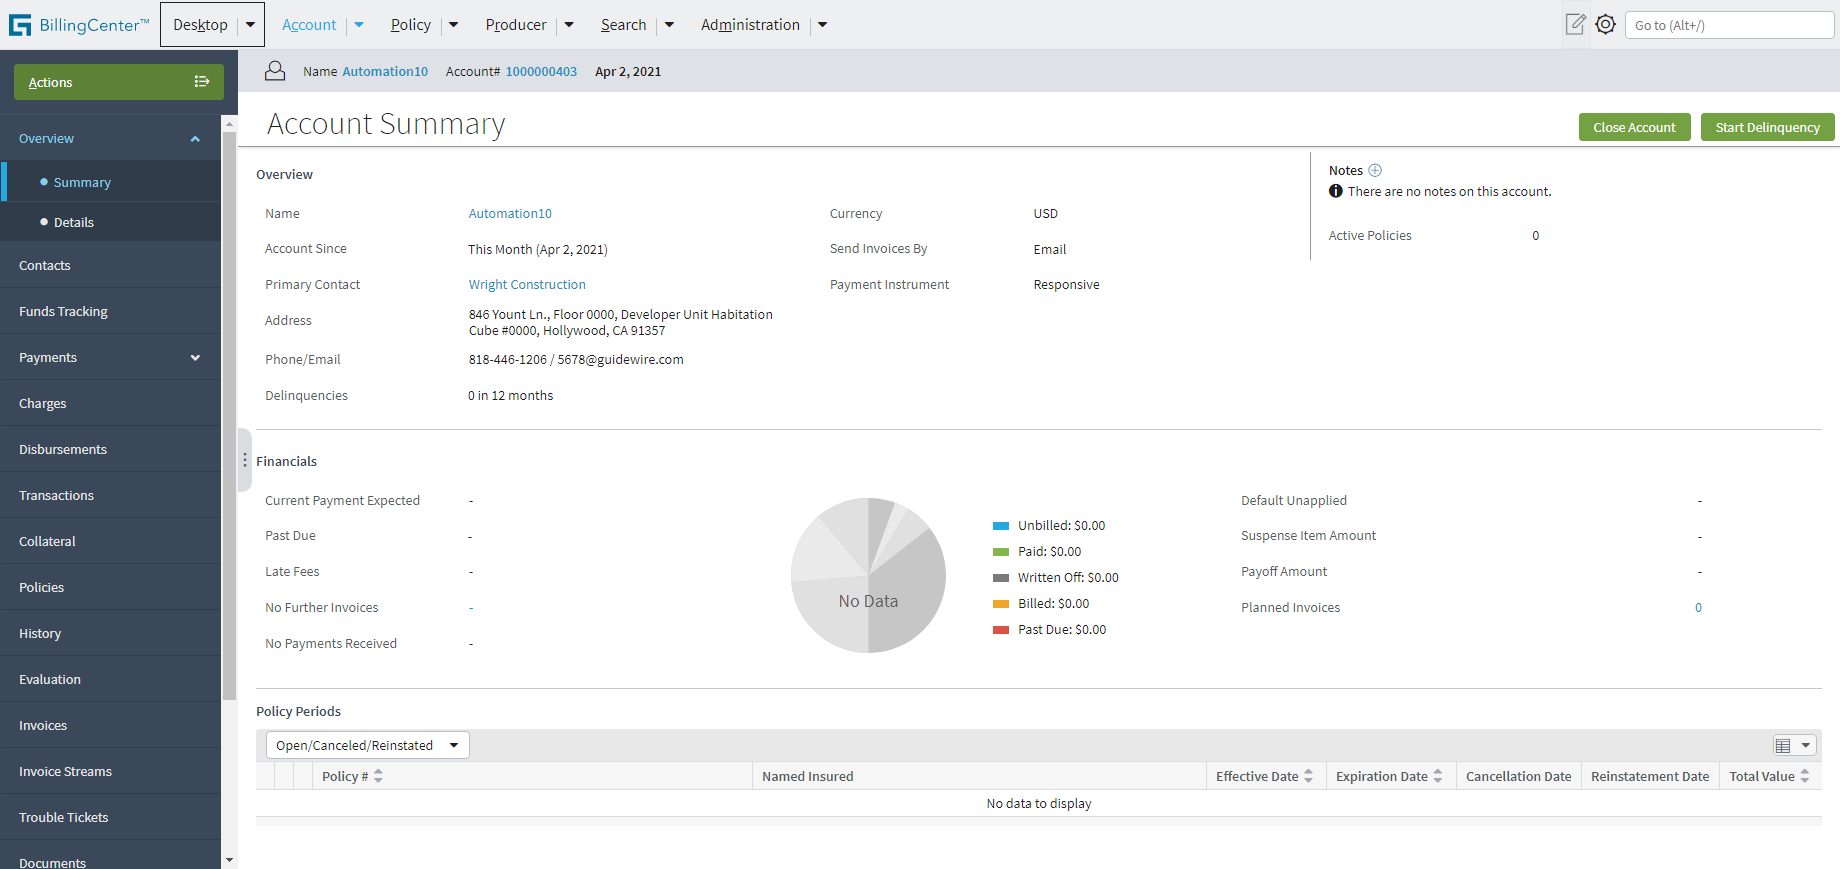 BillingCenter™ Desktop Account Policy Producer Search Administration Go to (Alt+/)
Actions
Name Automation10 Account# 1000000403 Apr 2, 2021
Account Summary
Close Account Start Delinquency
Overview
Summary
Details
Contacts
Funds Tracking
Payments
Charges
Disbursements
Transactions
Collateral
Policies
History
Evaluation
Invoices
Invoice Streams
Trouble Tickets
Documents
Overview
Name Automation10
Account Since This Month (Apr 2, 2021)
Primary Contact Wright Construction
Address 846 Yount Ln., Floor 0000, Developer Unit Habitation
Cube #0000, Hollywood, CA 91357
Phone/Email 818-446-1206 / 5678@guidewire.com
Delinquencies 0 in 12 months
Currency USD
Send Invoices By Email
Payment Instrument Responsive
Notes
There are no notes on this account.
Active Policies 0
Financials
Current Payment Expected -
Past Due -
Late Fees -
No Further Invoices -
No Payments Received -
No Data
Unbilled: $0.00
Paid: $0.00
Written Off: $0.00
Billed: $0.00
Past Due: $0.00
Default Unapplied -
Suspense Item Amount -
Payoff Amount -
Planned Invoices 0
Policy Periods
Open/Canceled/Reinstated
Policy # Named Insured Effective Date Expiration Date Cancellation Date Reinstatement Date Total Value
No data to display